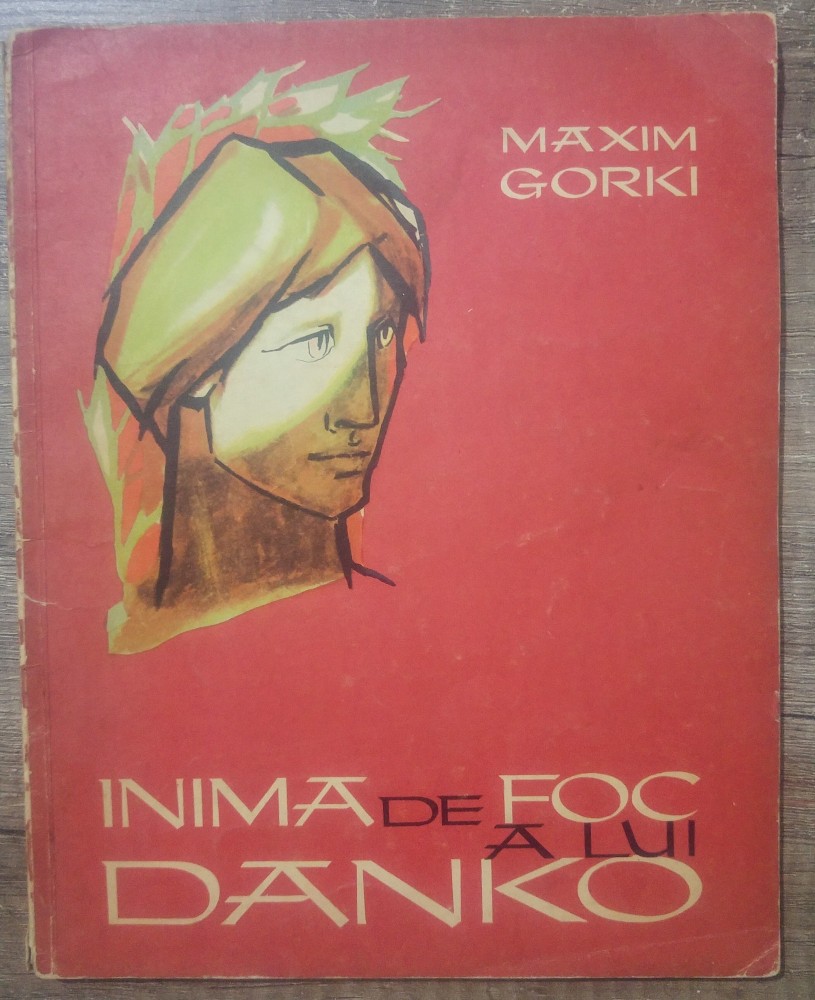 MAXIM
GORKI
INIMA DE FOC
A LUI
DANKO